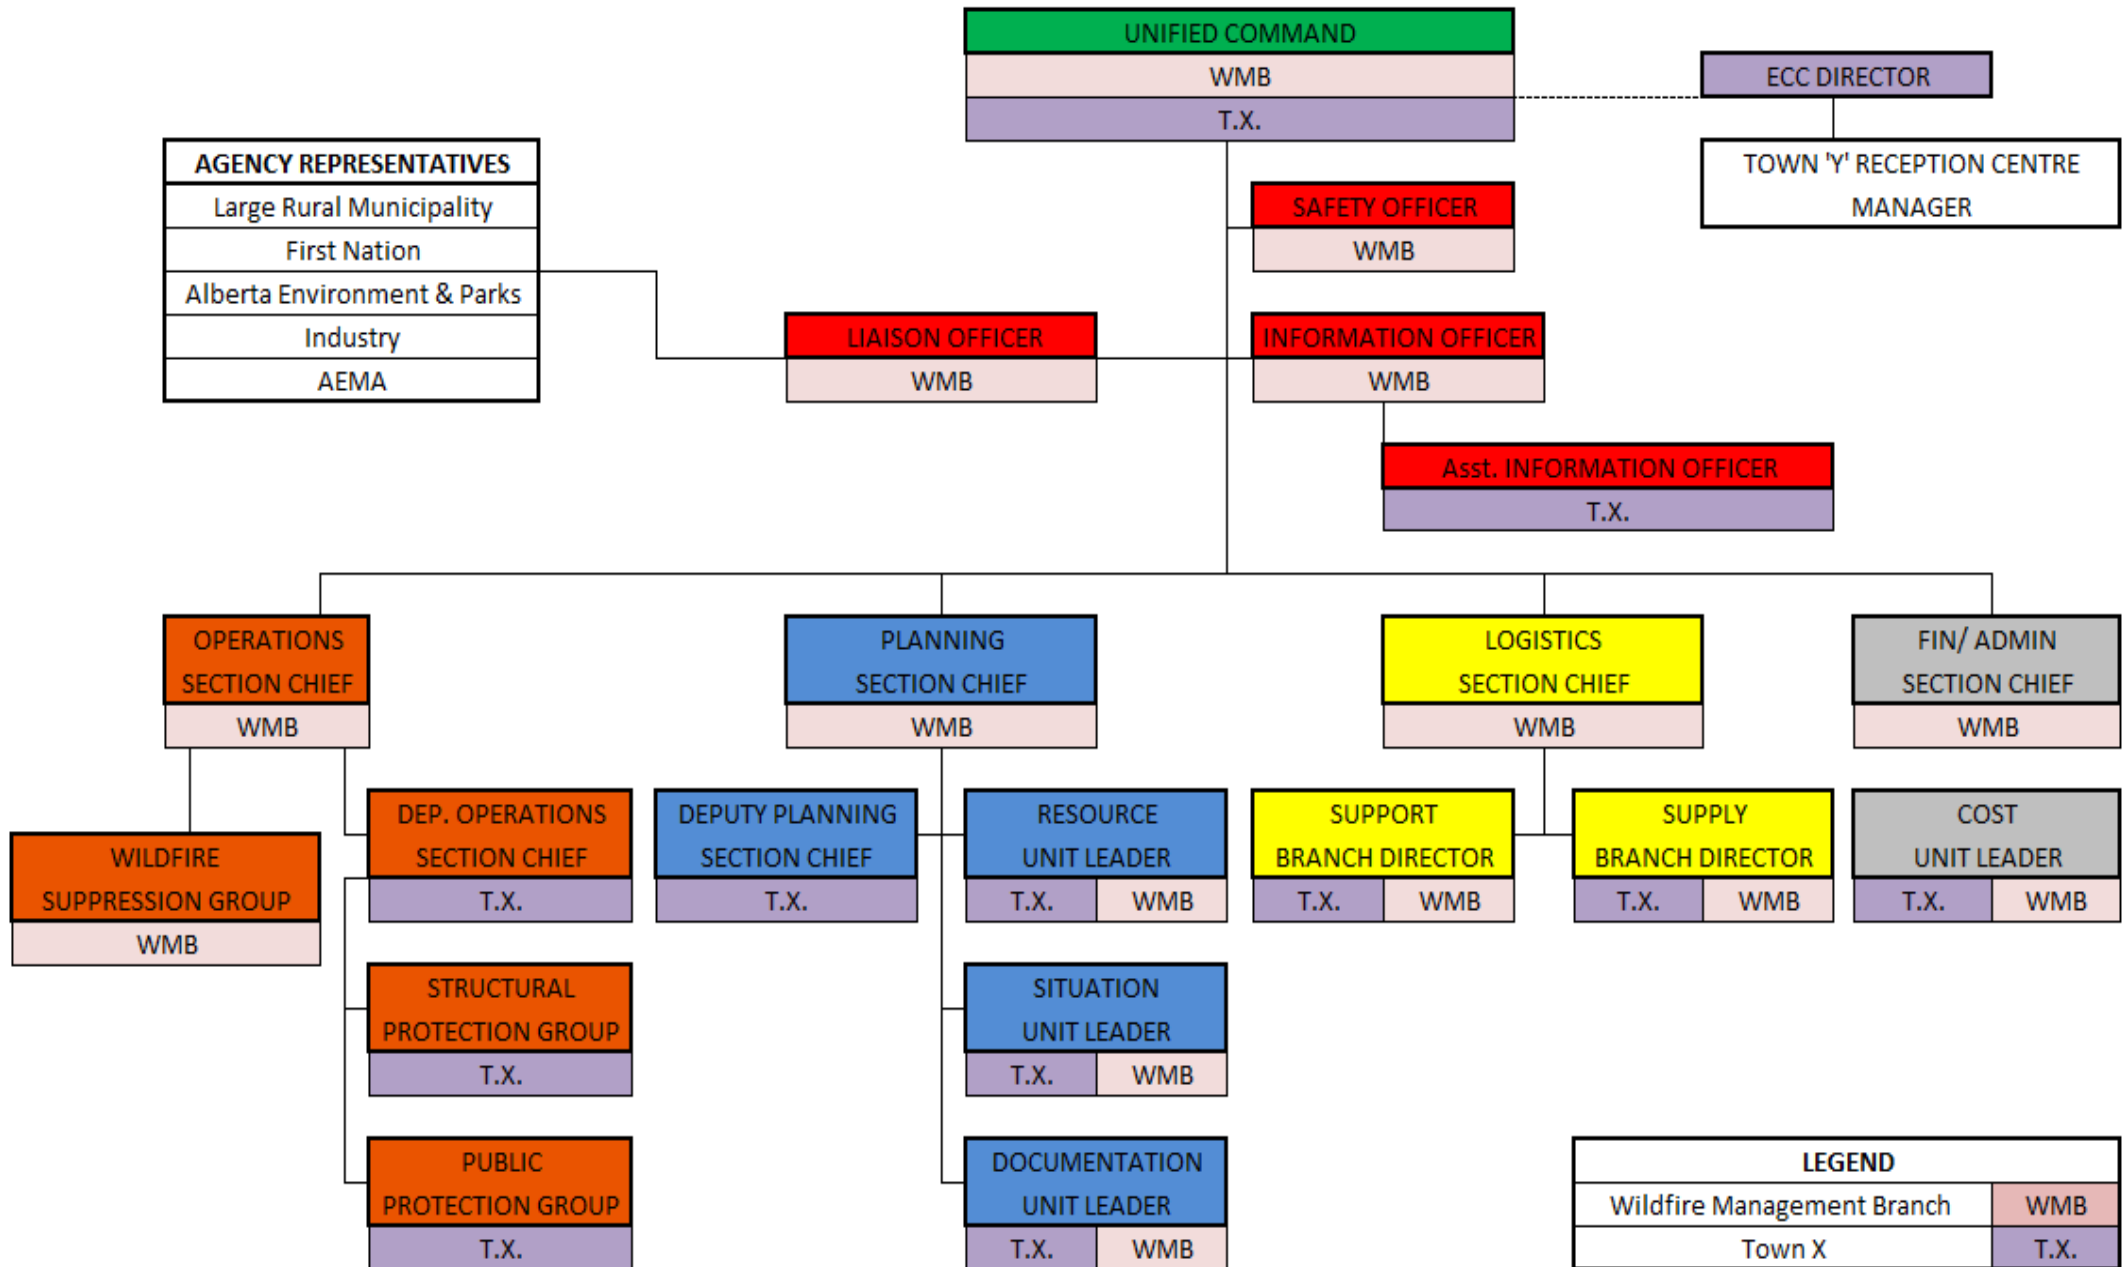 UNIFIED COMMAND
WMB
T.X.
ECC DIRECTOR
TOWN 'Y' RECEPTION CENTRE
MANAGER
AGENCY REPRESENTATIVES
Large Rural Municipality
First Nation
Alberta Environment & Parks
Industry
AEMA
SAFETY OFFICER
WMB
LIAISON OFFICER
WMB
INFORMATION OFFICER
WMB
Asst. INFORMATION OFFICER
T.X.
OPERATIONS
SECTION CHIEF
WMB
PLANNING
SECTION CHIEF
WMB
LOGISTICS
SECTION CHIEF
WMB
FIN/ ADMIN
SECTION CHIEF
WMB
WILDFIRE
SUPPRESSION GROUP
WMB
DEP. OPERATIONS
SECTION CHIEF
T.X.
STRUCTURAL
PROTECTION GROUP
T.X.
PUBLIC
PROTECTION GROUP
T.X.
DEPUTY PLANNING
SECTION CHIEF
T.X.
RESOURCE
UNIT LEADER
T.X. WMB
SITUATION
UNIT LEADER
T.X. WMB
DOCUMENTATION
UNIT LEADER
T.X. WMB
SUPPORT
BRANCH DIRECTOR
T.X. WMB
SUPPLY
BRANCH DIRECTOR
T.X. WMB
COST
UNIT LEADER
T.X. WMB
LEGEND
Wildfire Management Branch WMB
Town X T.X.